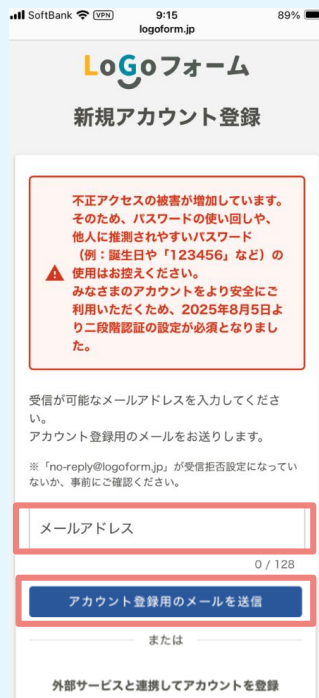 SoftBank VPN 9:15 89%
logoform.jp
LoGoフォーム
新規アカウント登録
不正アクセスの被害が増加しています。
そのため、パスワードの使い回しや、
他人に推測されやすいパスワード
（例：誕生日や「123456」など）の
使用はお控えください。
みなさまのアカウントをより安全にご
利用いただくため、2025年8月5日よ
り二段階認証の設定が必須となりまし
た。
受信が可能なメールアドレスを入力してくださ
い。
アカウント登録用のメールをお送りします。
※「no-reply@logoform.jp」が受信拒否設定になってい
ないか、事前にご確認ください。
メールアドレス
0 / 128
アカウント登録用のメールを送信
または
外部サービスと連携してアカウントを登録